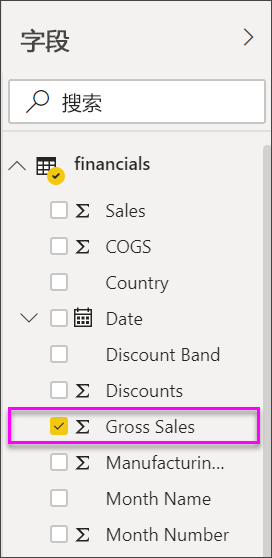 字段
搜索
financials
Sales
COGS
Country
Date
Discount Band
Discounts
Gross Sales
Manufacturin...
Month Name
Month Number